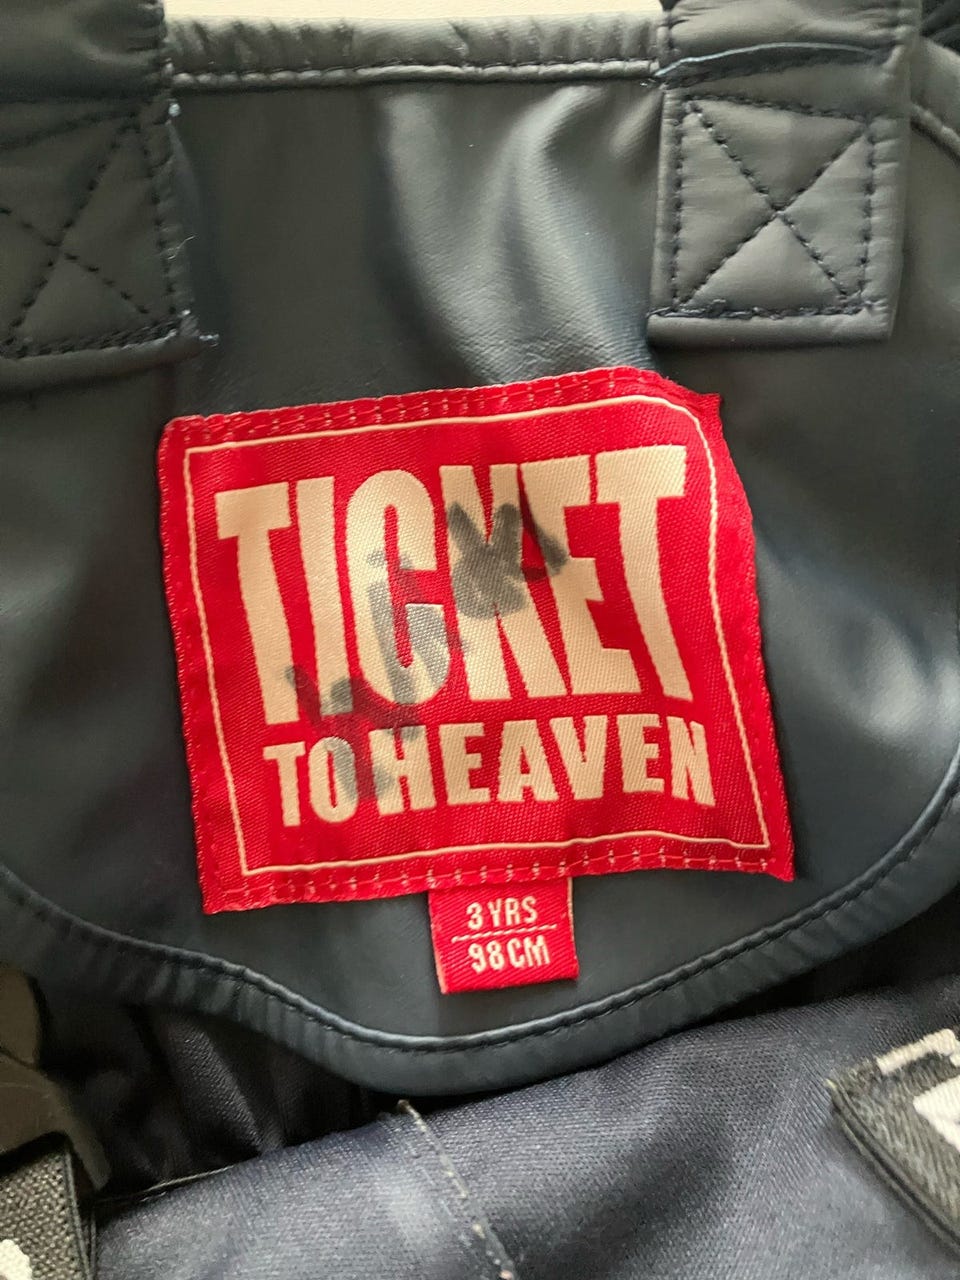 TICKET
TO HEAVEN
3 YRS
98 CM